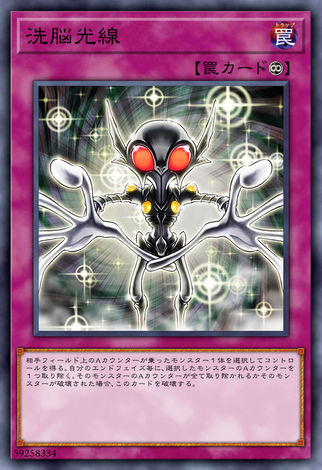 洗脳光線
トラップ
罠
【罠カード∞】
相手フィールド上のAカウンターが乗ったモンスター1体を選択してコントロー
ルを得る。自分のエンドフェイズ毎に、選択したモンスターのAカウンターを
1つ取り除く。そのモンスターのAカウンターが全て取り除かれるかそのモン
スターが破壊された場合、このカードを破壊する。
59258334